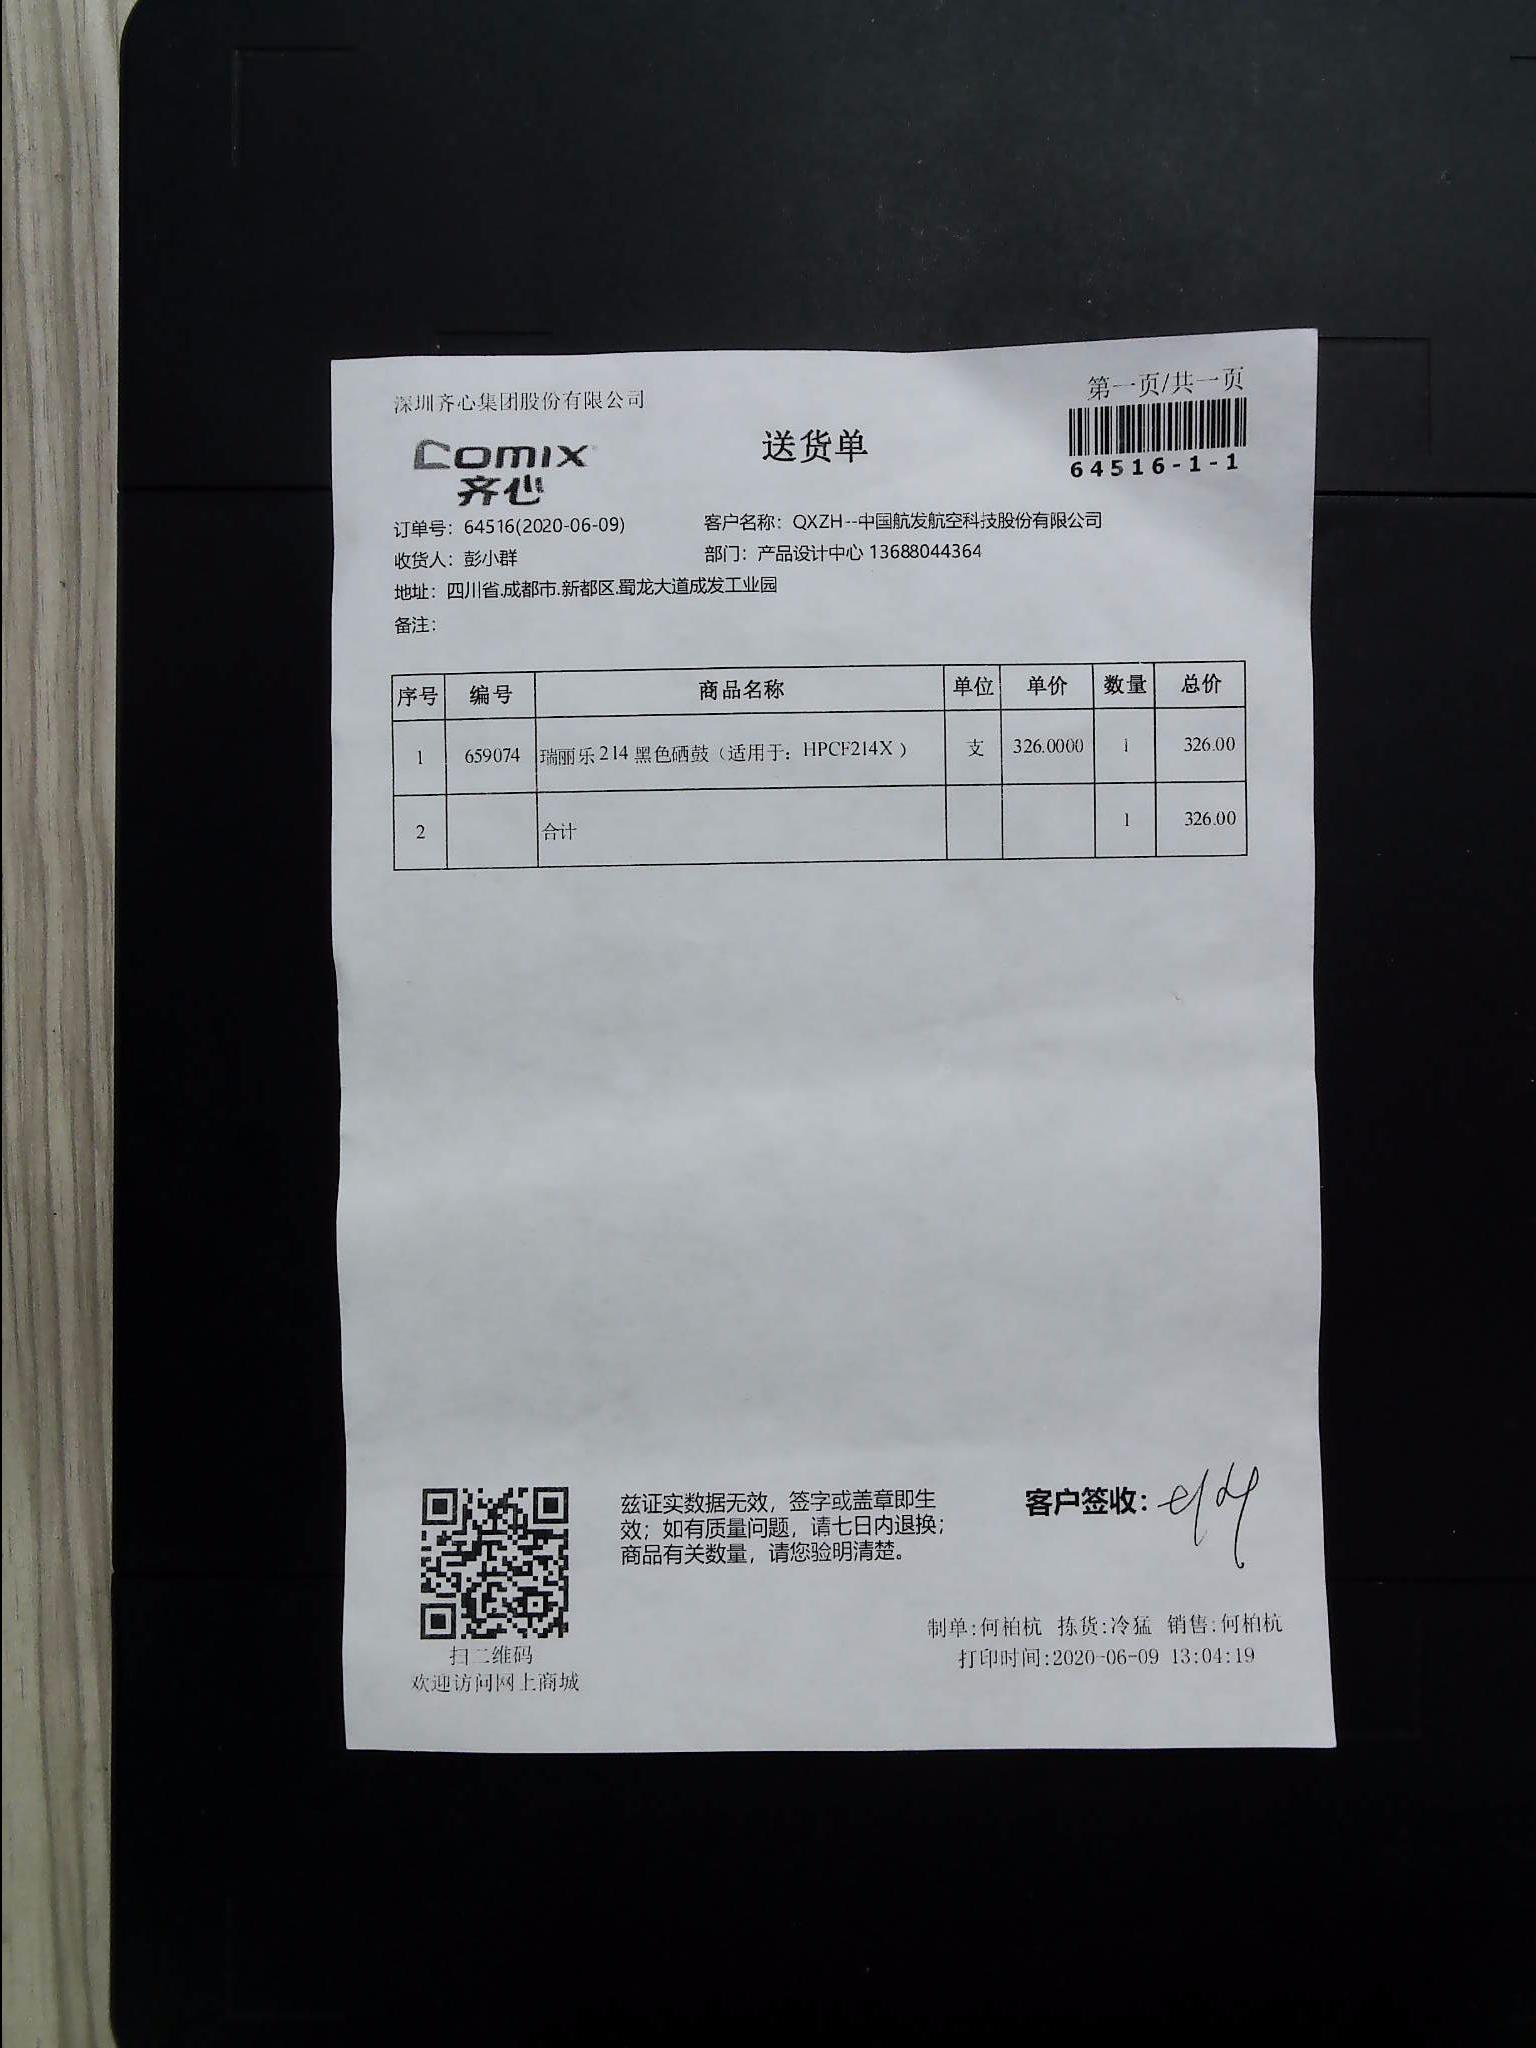 深圳齐心集团股份有限公司
第一页/共一页
comix
齐心
送货单
64516-1-1
订单号：64516(2020-06-09) 客户名称：QXZH--中国航发航空科技股份有限公司
收货人：彭小群 部门：产品设计中心 13688044364
地址：四川省.成都市.新都区.蜀龙大道成发工业园
备注：
序号 编号 商品名称 单位 单价 数量 总价
1 659074 瑞丽乐214 黑色硒鼓（适用于：HPCF214X ） 支 326.0000 1 326.00
2 合计 1 326.00
兹证实数据无效，签字或盖章即生
效；如有质量问题，请七日内退换；
商品有关数量，请您验明清楚。
客户签收：
制单:何柏杭 拣货:冷猛 销售:何柏杭
打印时间:2020-06-09 13:04:19
扫二维码
欢迎访问网上商城